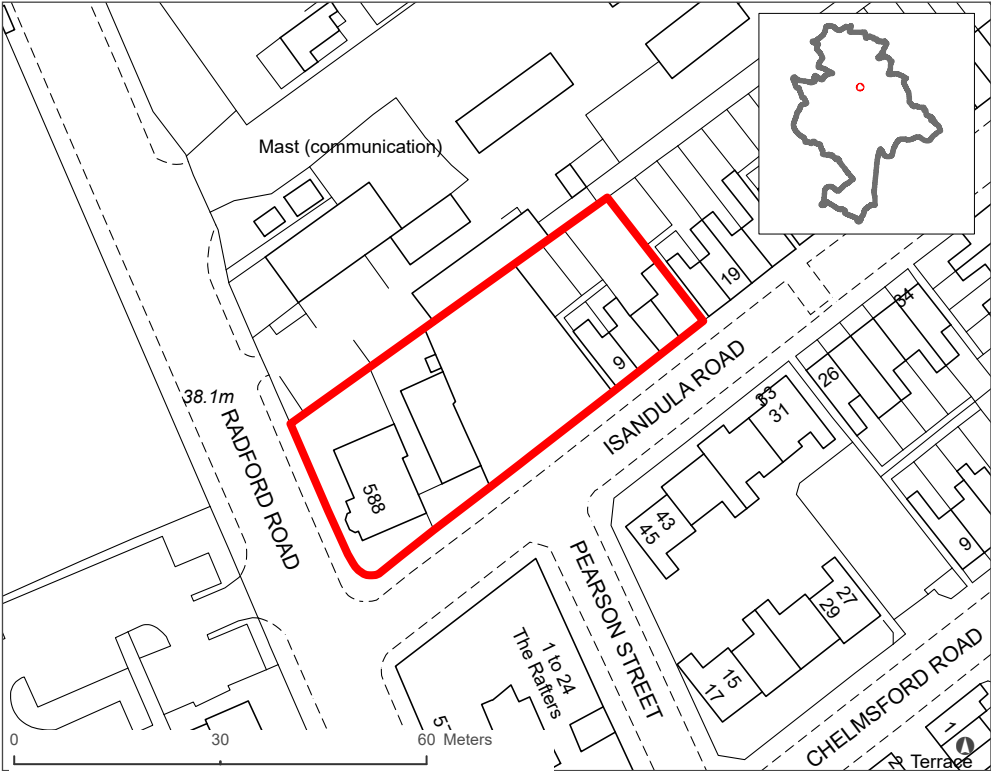 Mast (communication)
19
34
9
38.1m
26
33
31
ISANDULA ROAD
RADFORD ROAD
588
43
45
9
PEARSON STREET
27
29
1 to 24
The Rafters
15
17
CHELMSFORD ROAD
1
Terrace
0 30 60 Meters